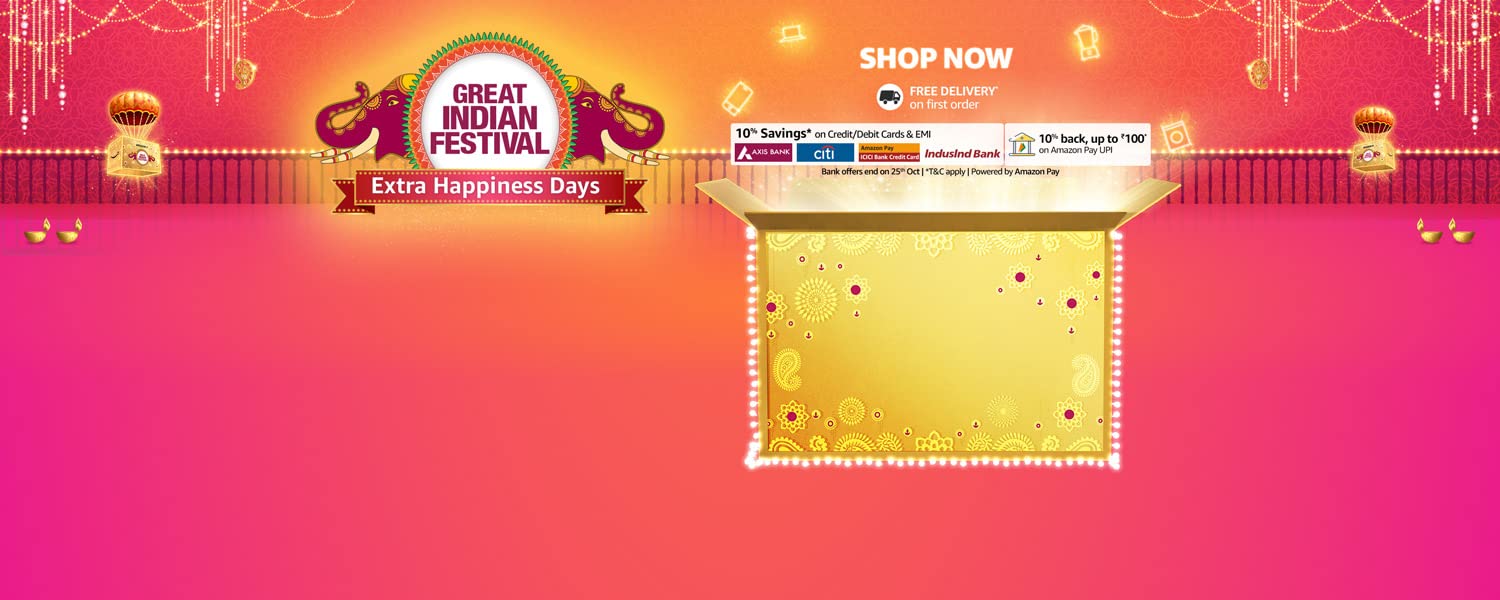 GREAT
INDIAN
FESTIVAL
Extra Happiness Days
SHOP NOW
FREE DELIVERY*
on first order
10% Savings* on Credit/Debit Cards & EMI
AXIS BANK
citi
Amazon Pay
ICICI Bank Credit Card
IndusInd Bank
10% back, up to ₹100*
on Amazon Pay UPI
Bank offers end on 25th Oct | *T&C apply | Powered by Amazon Pay